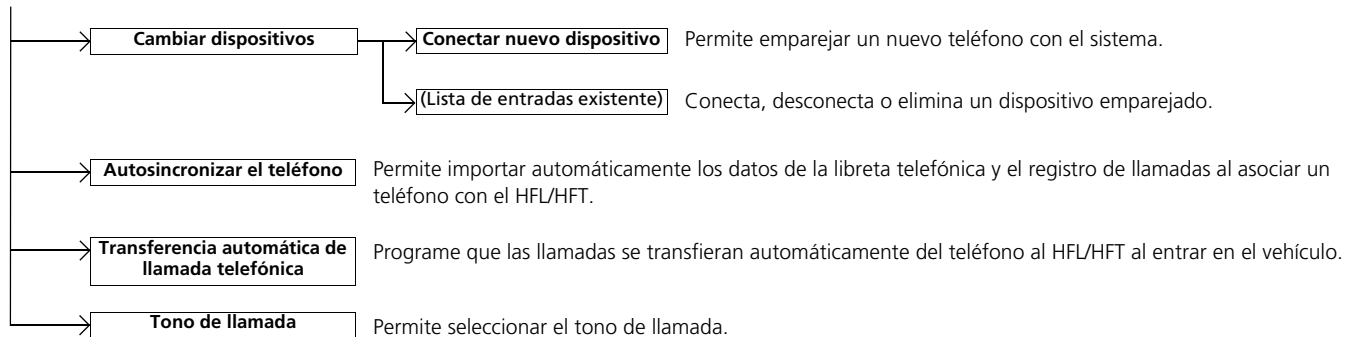 Cambiar dispositivos
Conectar nuevo dispositivo
Permite emparejar un nuevo teléfono con el sistema.
(Lista de entradas existente)
Conecta, desconecta o elimina un dispositivo emparejado.
Autosincronizar el teléfono
Permite importar automáticamente los datos de la libreta telefónica y el registro de llamadas al asociar un
teléfono con el HFL/HFT.
Transferencia automática de
llamada telefónica
Programe que las llamadas se transfieran automáticamente del teléfono al HFL/HFT al entrar en el vehículo.
Tono de llamada
Permite seleccionar el tono de llamada.